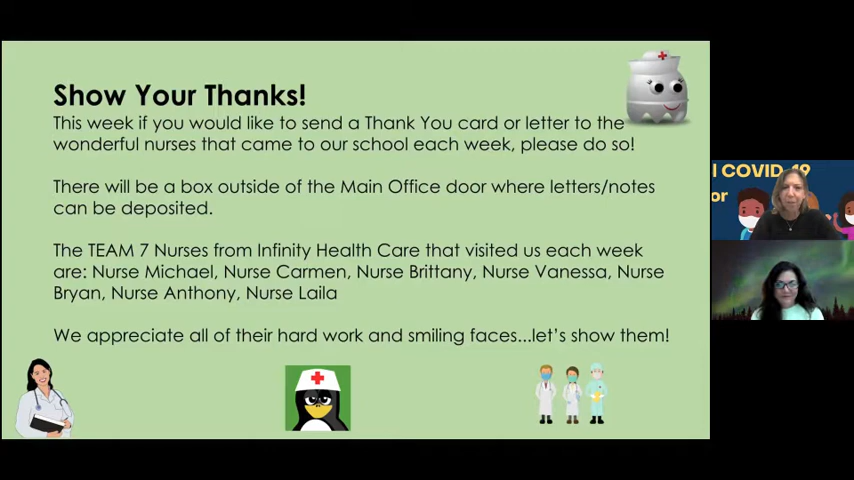 Show Your Thanks!
This week if you would like to send a Thank You card or letter to the
wonderful nurses that came to our school each week, please do so!
There will be a box outside of the Main Office door where letters/notes
can be deposited.
The TEAM 7 Nurses from Infinity Health Care that visited us each week
are: Nurse Michael, Nurse Carmen, Nurse Brittany, Nurse Vanessa, Nurse
Bryan, Nurse Anthony, Nurse Laila
We appreciate all of their hard work and smiling faces...let's show them!
COVID-19
or